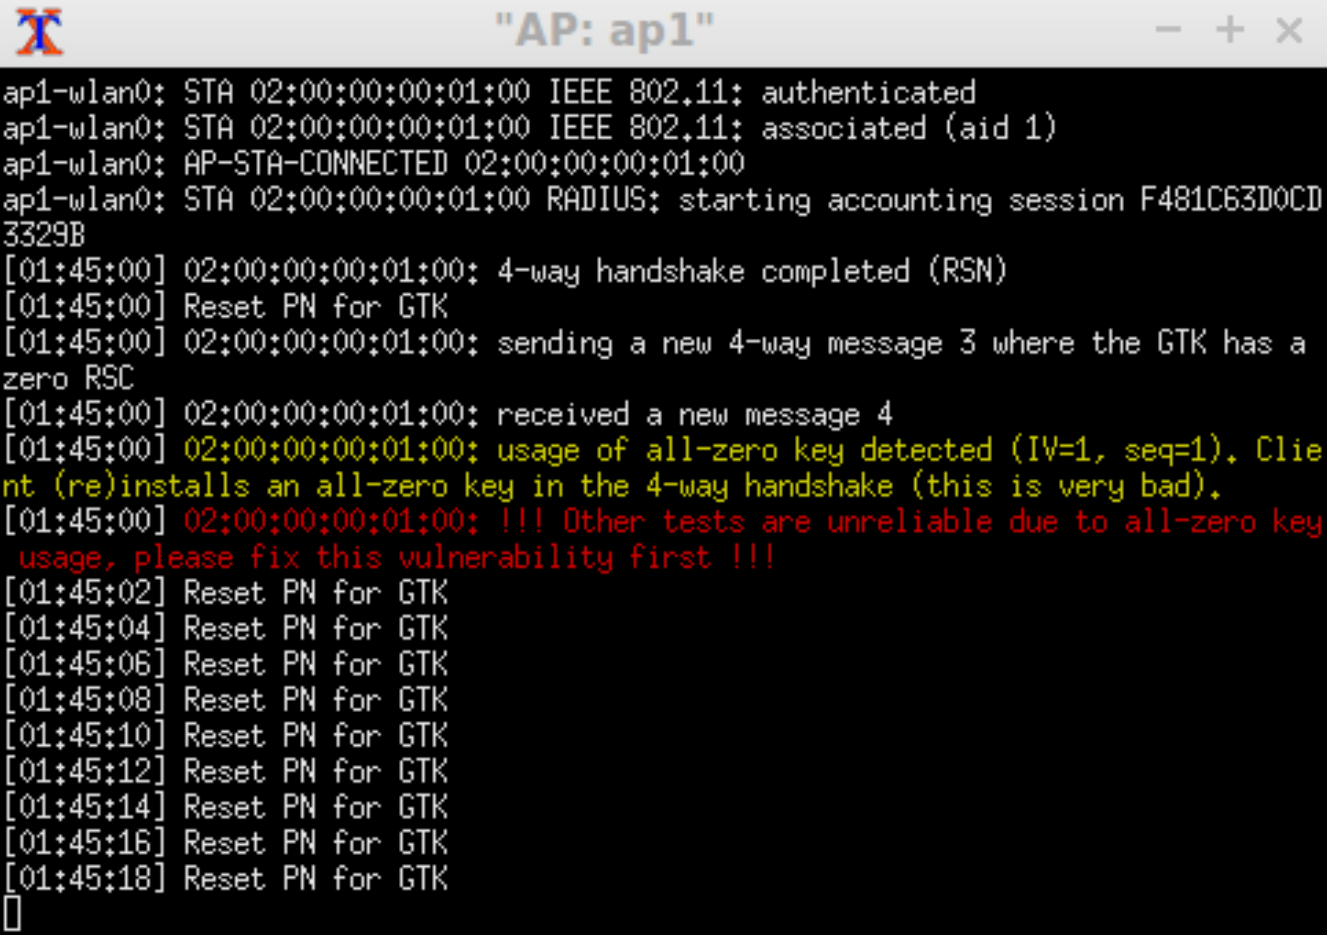 "AP: ap1"
ap1-wlan0: STA 02:00:00:00:01:00 IEEE 802.11: authenticated
ap1-wlan0: STA 02:00:00:00:01:00 IEEE 802.11: associated (aid 1)
ap1-wlan0: AP-STA-CONNECTED 02:00:00:00:01:00
ap1-wlan0: STA 02:00:00:00:01:00 RADIUS: starting accounting session F481C63D0CD
3329B
[01:45:00] 02:00:00:00:01:00: 4-way handshake completed (RSN)
[01:45:00] Reset PN for GTK
[01:45:00] 02:00:00:00:01:00: sending a new 4-way message 3 where the GTK has a
zero RSC
[01:45:00] 02:00:00:00:01:00: received a new message 4
[01:45:00] 02:00:00:00:01:00: usage of all-zero key detected (IV=1, seq=1). Clie
nt (re)installs an all-zero key in the 4-way handshake (this is very bad).
[01:45:00] 02:00:00:00:01:00: !!! Other tests are unreliable due to all-zero key
usage, please fix this vulnerability first !!!
[01:45:02] Reset PN for GTK
[01:45:04] Reset PN for GTK
[01:45:06] Reset PN for GTK
[01:45:08] Reset PN for GTK
[01:45:10] Reset PN for GTK
[01:45:12] Reset PN for GTK
[01:45:14] Reset PN for GTK
[01:45:16] Reset PN for GTK
[01:45:18] Reset PN for GTK